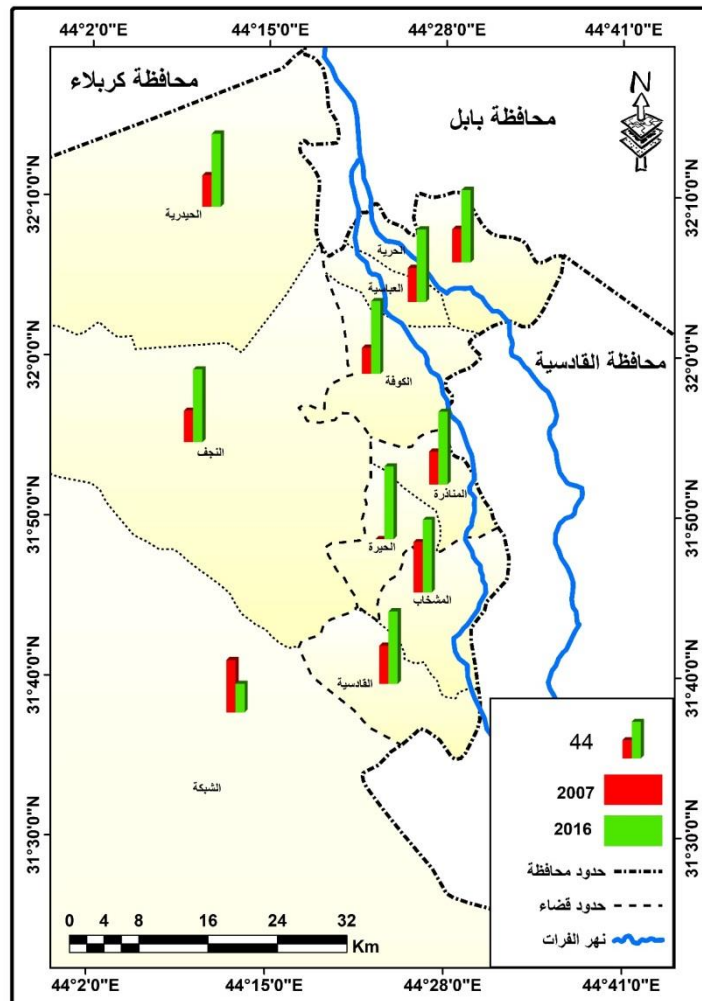 44°2'0"E 44°15'0"E 44°28'0"E 44°41'0"E
محافظة كربلاء
محافظة بابل
N
32°10'0"N
32°10'0"N
الحيدرية
الحرية
العباسية
32°0'0"N
32°0'0"N
محافظة القادسية
الكوفة
النجف
المناذرة
31°50'0"N
31°50'0"N
الحيرة
المشخاب
31°40'0"N
31°40'0"N
القادسية
الشبكة
31°30'0"N
31°30'0"N
44
2007
2016
حدود محافظة
حدود قضاء
نهر الفرات
0 4 8 16 24 32
Km
44°2'0"E 44°15'0"E 44°28'0"E 44°41'0"E